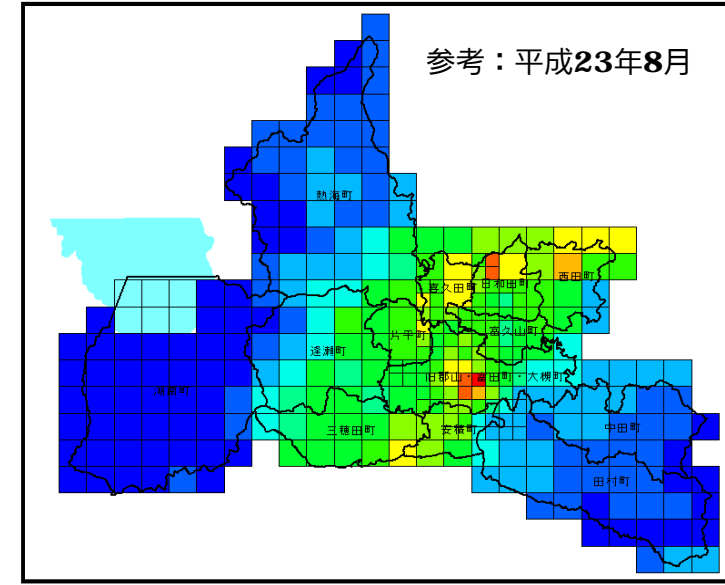 参考：平成23年8月
熱海町
西田町
喜久田町
日和田町
富久山町
片平町
逢瀬町
旧郡山・富田町・大槻町
湖南町
三穂田町
安積町
中田町
田村町